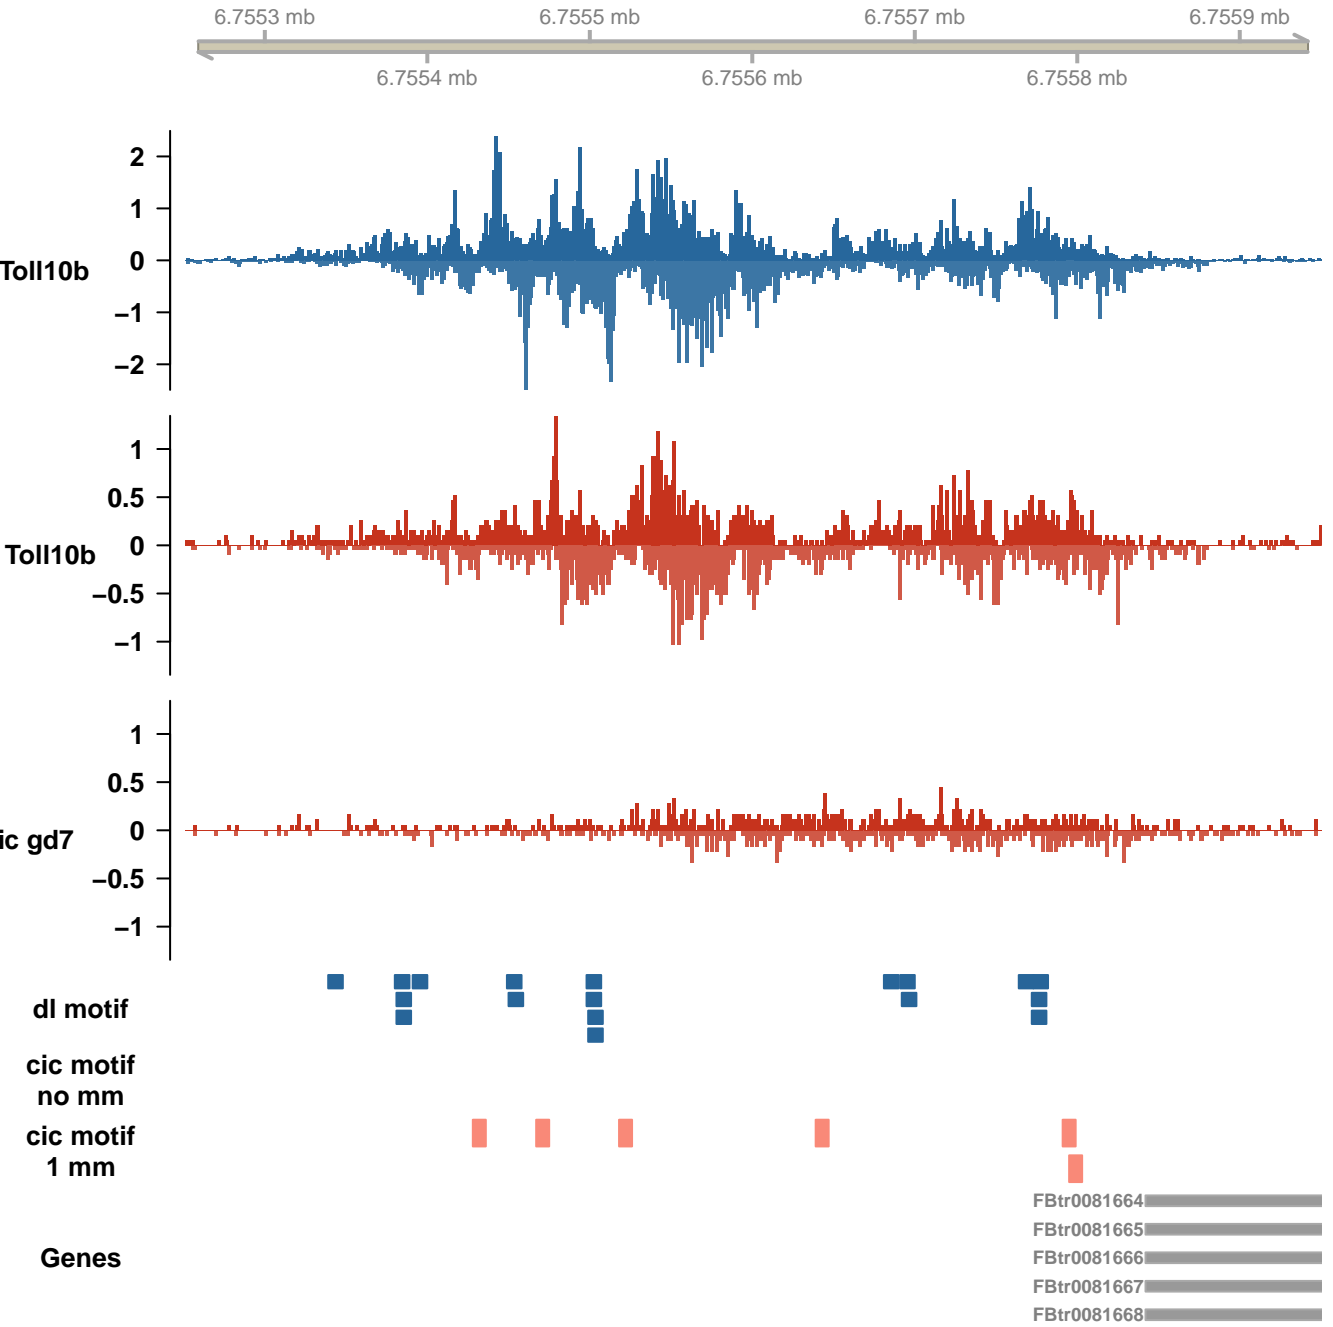 6.7553 mb 6.7555 mb 6.7557 mb 6.7559 mb
6.7554 mb 6.7556 mb 6.7558 mb
2
1
0
−1
−2
Toll10b
1
0.5
0
−0.5
−1
Toll10b
1
0.5
0
−0.5
−1
ic gd7
dl motif
cic motif
no mm
cic motif
1 mm
Genes
FBtr0081664
FBtr0081665
FBtr0081666
FBtr0081667
FBtr0081668